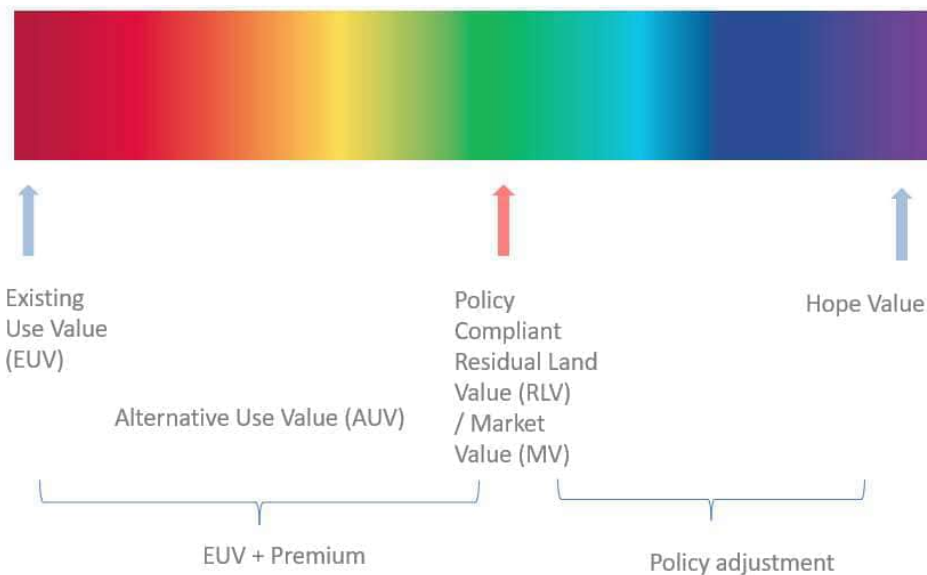 Existing
Use Value
(EUV)
Policy
Compliant
Residual Land
Value (RLV)
/ Market
Value (MV)
Hope Value
Alternative Use Value (AUV)
EUV + Premium
Policy adjustment